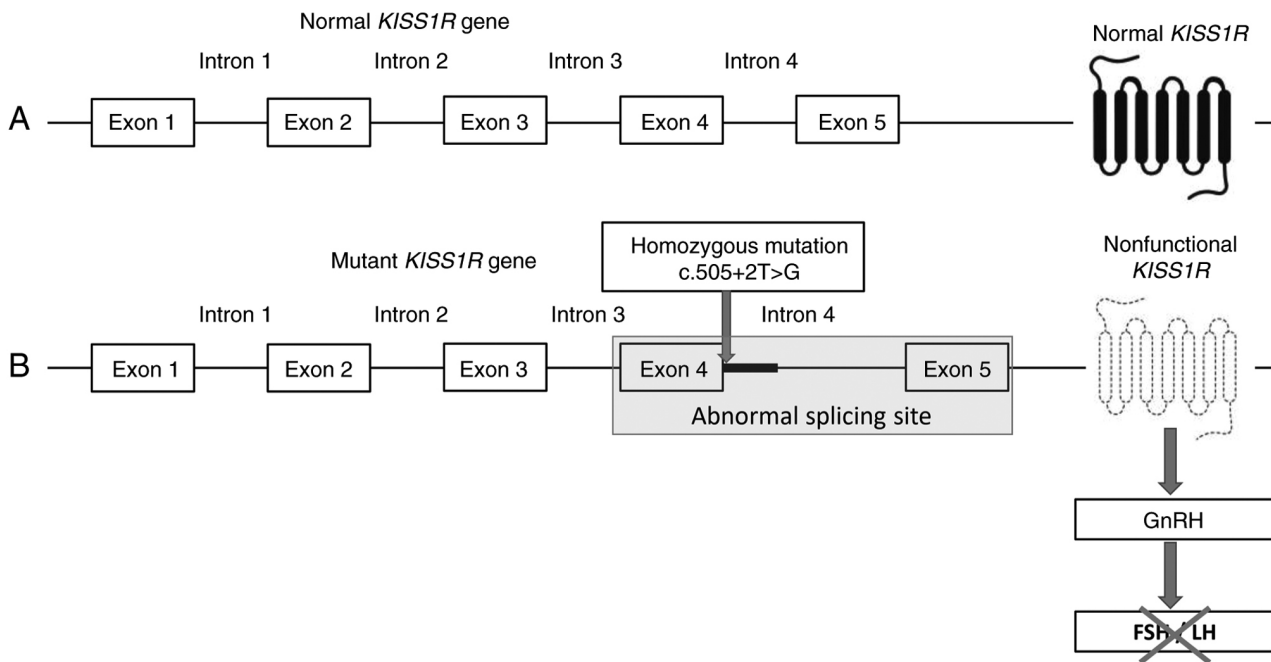 Normal KISS1R gene
Normal KISS1R
Intron 1 Intron 2 Intron 3 Intron 4
A
Exon 1 Exon 2 Exon 3 Exon 4 Exon 5
Homozygous mutation
c.505+2T>G
Mutant KISS1R gene
Nonfunctional
KISS1R
Intron 1 Intron 2 Intron 3 Intron 4
B
Exon 1 Exon 2 Exon 3 Exon 4 Exon 5
Abnormal splicing site
GnRH
FSH / LH